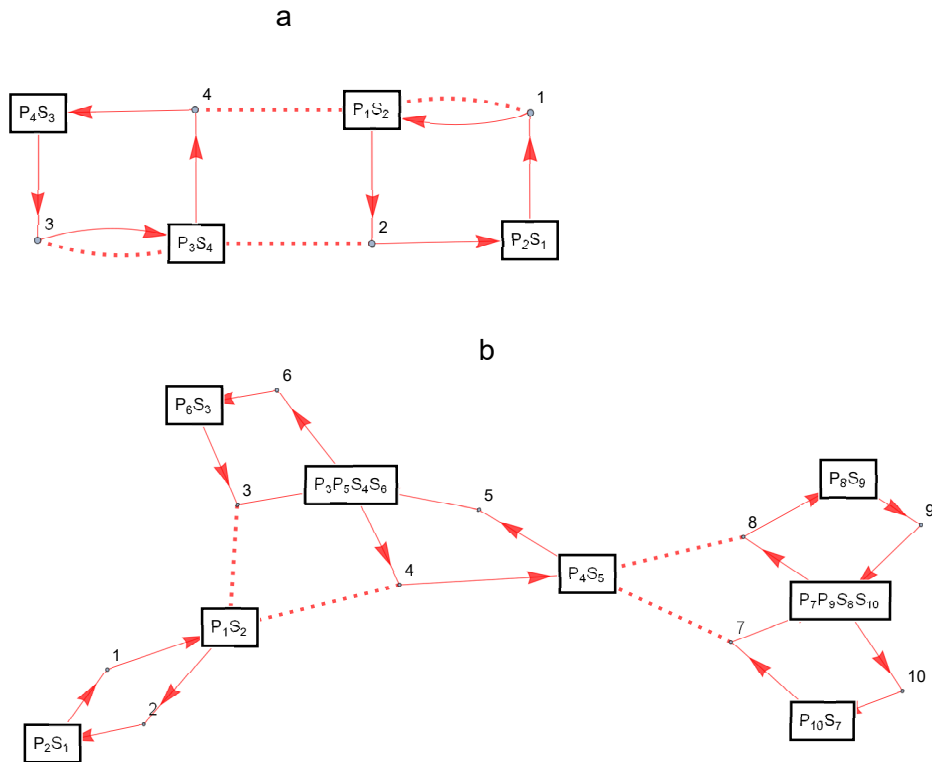 a
4
P₄S₃
P₁S₂
1
3
P₃S₄
2
P₂S₁
b
6
P₆S₃
P₃P₅S₄S₆
3
5
P₈S₉
8
9
4
P₄S₅
P₇P₉S₈S₁₀
P₁S₂
7
1
10
2
P₂S₁
P₁₀S₇